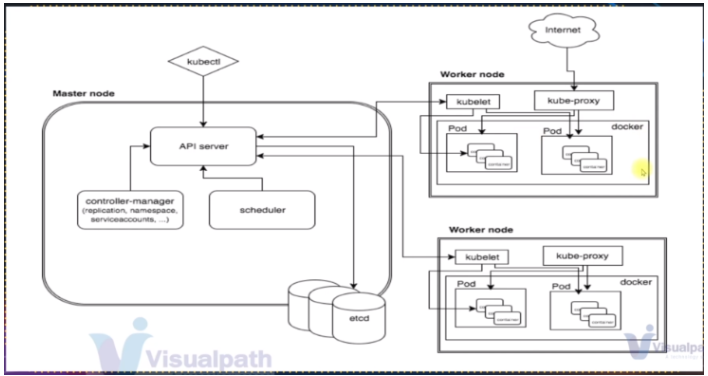 Internet
kubectl
Worker node
Master node
kubelet
kube-proxy
docker
Pod
Pod
container
container
API server
controller-manager
(replication, namespace,
serviceaccounts, ...)
scheduler
Worker node
kubelet
kube-proxy
docker
Pod
Pod
container
container
etcd
Visualpath
Visualpa